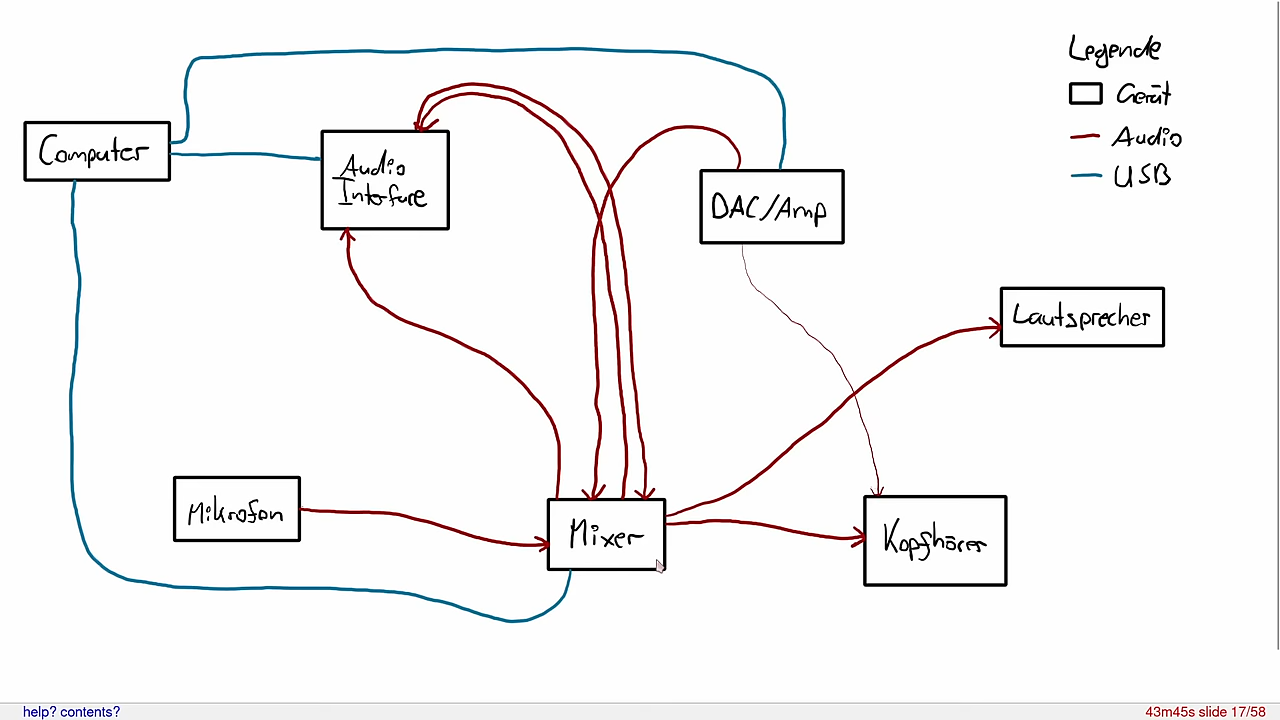 Legende
Gerät
Audio
USB
Computer
Audio
Interface
DAC/Amp
Lautsprecher
Mikrofon
Mixer
Kopfhörer
help? contents?
43m45s slide 17/58